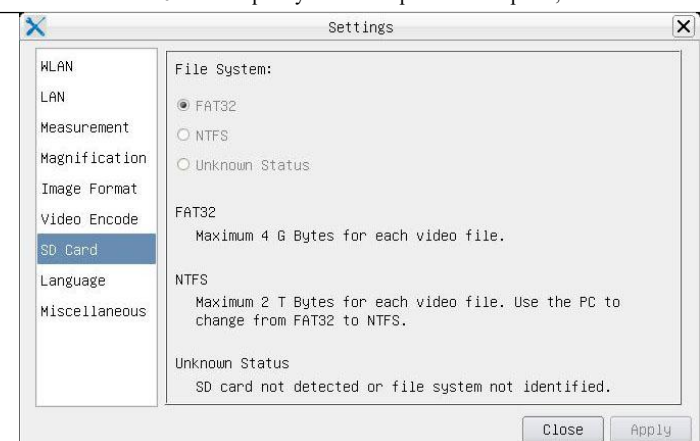 Settings
WLAN
LAN
Measurement
Magnification
Image Format
Video Encode
SD Card
Language
Miscellaneous
File System:
FAT32
NTFS
Unknown Status
FAT32
Maximum 4 G Bytes for each video file.
NTFS
Maximum 2 T Bytes for each video file. Use the PC to
change from FAT32 to NTFS.
Unknown Status
SD card not detected or file system not identified.
Close
Apply